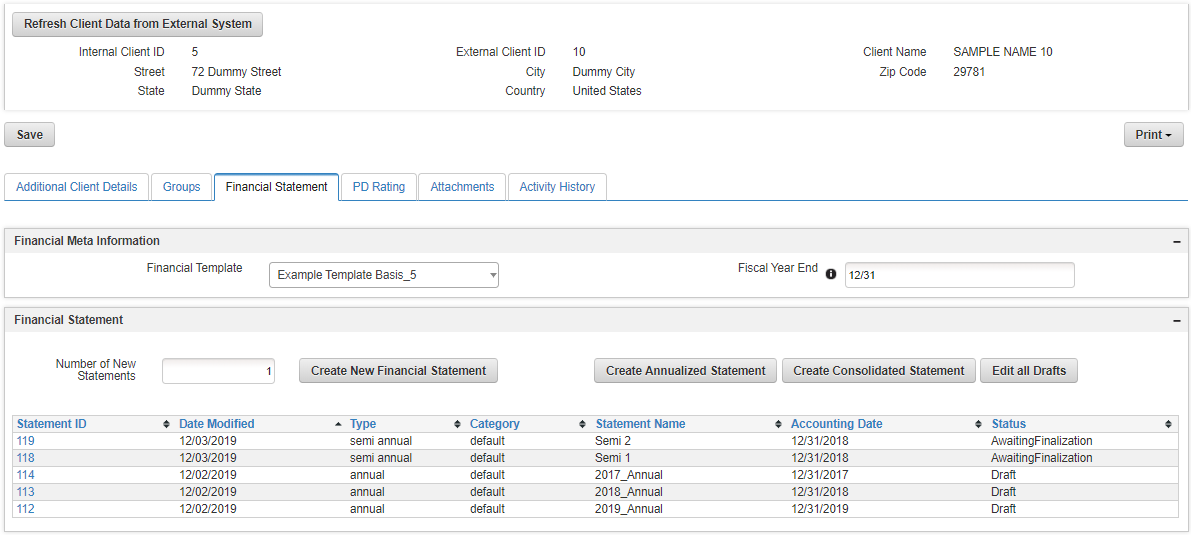 Refresh Client Data from External System
Internal Client ID 5 External Client ID 10 Client Name SAMPLE NAME 10
Street 72 Dummy Street City Dummy City Zip Code 29781
State Dummy State Country United States
Save Print
Additional Client Details Groups Financial Statement PD Rating Attachments Activity History
Financial Meta Information
Financial Template Example Template Basis_5 Fiscal Year End 12/31
Financial Statement
Number of New
Statements 1 Create New Financial Statement Create Annualized Statement Create Consolidated Statement Edit all Drafts
Statement ID Date Modified Type Category Statement Name Accounting Date Status
119 12/03/2019 semi annual default Semi 2 12/31/2018 AwaitingFinalization
118 12/03/2019 semi annual default Semi 1 12/31/2018 AwaitingFinalization
114 12/02/2019 annual default 2017_Annual 12/31/2017 Draft
113 12/02/2019 annual default 2018_Annual 12/31/2018 Draft
112 12/02/2019 annual default 2019_Annual 12/31/2019 Draft